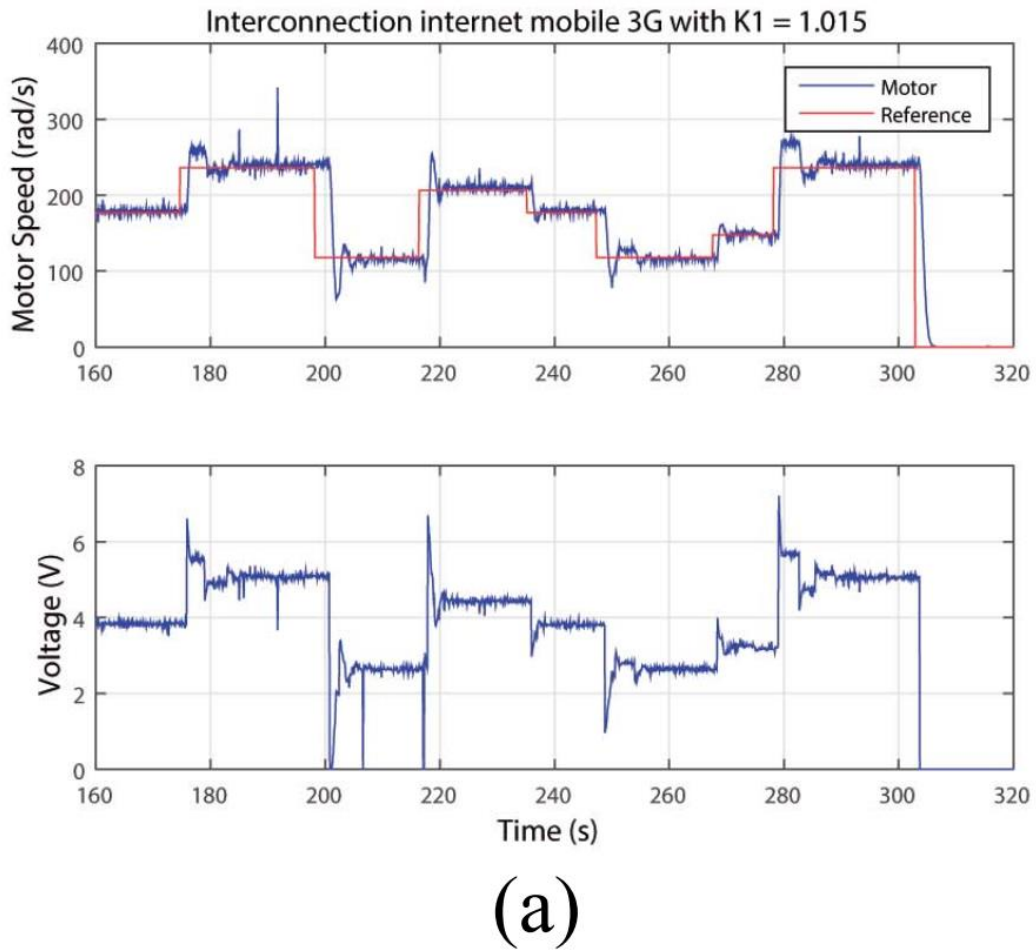 Interconnection internet mobile 3G with K1 = 1.015
Motor Speed (rad/s)
400
300
200
100
0
Motor
Reference
160 180 200 220 240 260 280 300 320
Voltage (V)
8
6
4
2
0
160 180 200 220 240 260 280 300 320
Time (s)
(a)